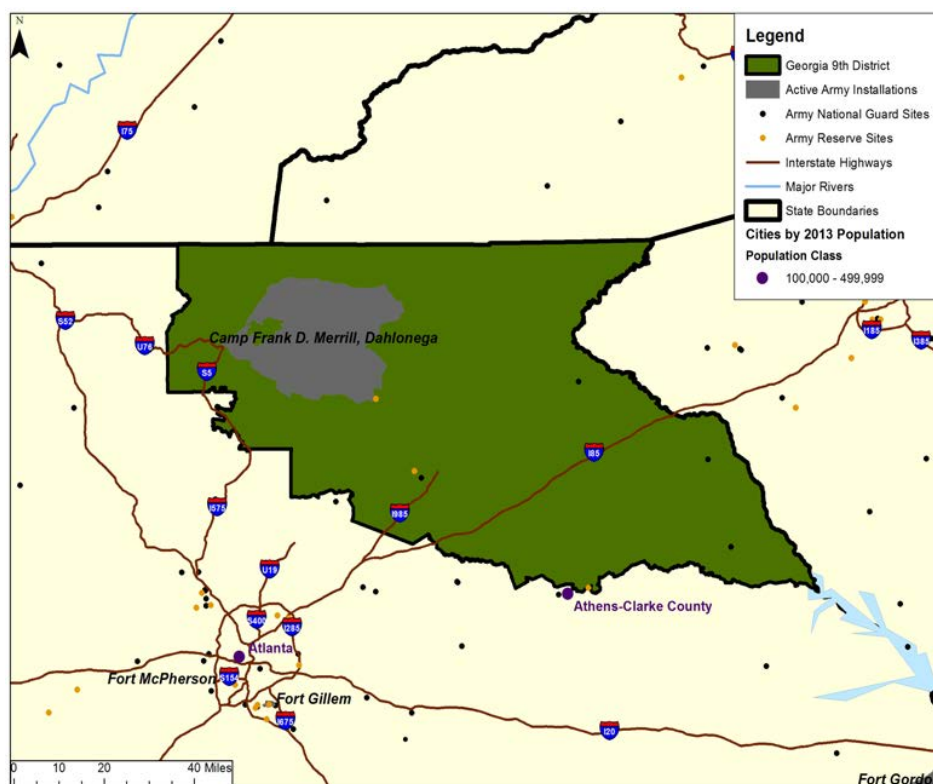 N
Legend
Georgia 9th District
Active Army Installations
Army National Guard Sites
Army Reserve Sites
Interstate Highways
Major Rivers
State Boundaries
Cities by 2013 Population
Population Class
100,000 - 499,999
I75
Camp Frank D. Merrill, Dahlonega
S52
U76
S5
I185
I385
I85
I575
I985
U19
Athens-Clarke County
S400
I285
Atlanta
Fort McPherson
S154
Fort Gillem
I675
I20
0 10 20 40 Miles
Fort Gordo